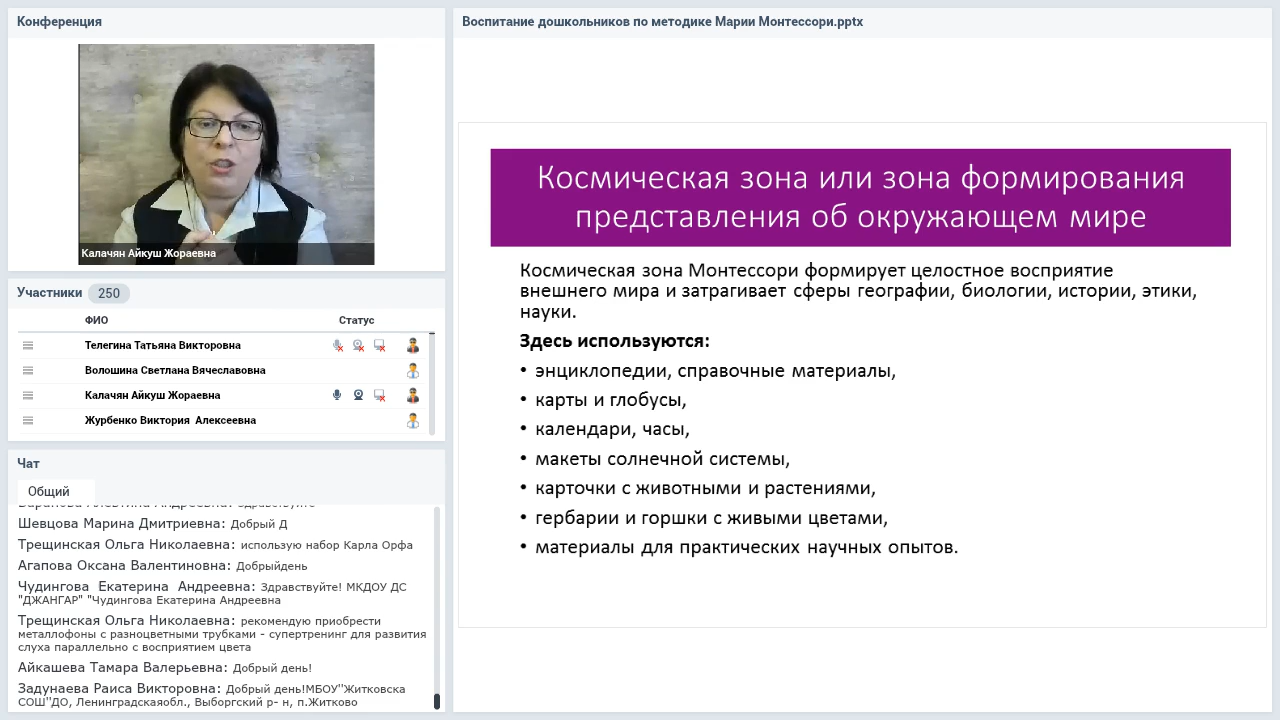 Конференция
Калачян Айкуш Жораевна
Участники 250
ФИО Статус
Телегина Татьяна Викторовна
Волошина Светлана Вячеславовна
Калачян Айкуш Жораевна
Журбенко Виктория Алексеевна
Чат
Общий
Шевцова Марина Дмитриевна: Добрый Д
Трещинская Ольга Николаевна: использую набор Карла Орфа
Агапова Оксана Валентиновна: Добрыйдень
Чудингова Екатерина Андреевна: Здравствуйте! МКДОУ ДС
"ДЖАНГАР" "Чудингова Екатерина Андреевна
Трещинская Ольга Николаевна: рекомендую приобрести
металлофоны с разноцветными трубками - супертренинг для развития
слуха параллельно с восприятием цвета
Айкашева Тамара Валерьевна: Добрый день!
Задунаева Раиса Викторовна: Добрый день!МБОУ"Житковска
СОШ"ДО, Ленинградскаяобл., Выборгский р- н, п.Житково
Воспитание дошкольников по методике Марии Монтессори.pptx
Космическая зона или зона формирования
представления об окружающем мире
Космическая зона Монтессори формирует целостное восприятие
внешнего мира и затрагивает сферы географии, биологии, истории, этики,
науки.
Здесь используются:
• энциклопедии, справочные материалы,
• карты и глобусы,
• календари, часы,
• макеты солнечной системы,
• карточки с животными и растениями,
• гербарии и горшки с живыми цветами,
• материалы для практических научных опытов.